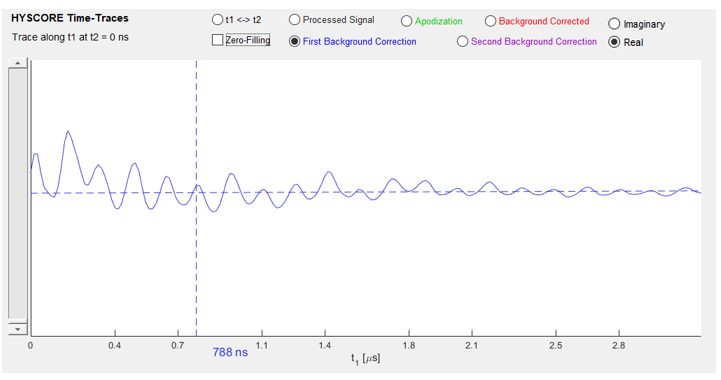 HYSCORE Time-Traces
Trace along t1 at t2 = 0 ns
t1 <-> t2
Processed Signal
Apodization
Background Corrected
Imaginary
Zero-Filling
First Background Correction
Second Background Correction
Real
0 0.4 0.7 1.1 1.4 1.8 2.1 2.5 2.8
788 ns
t₁ [μs]